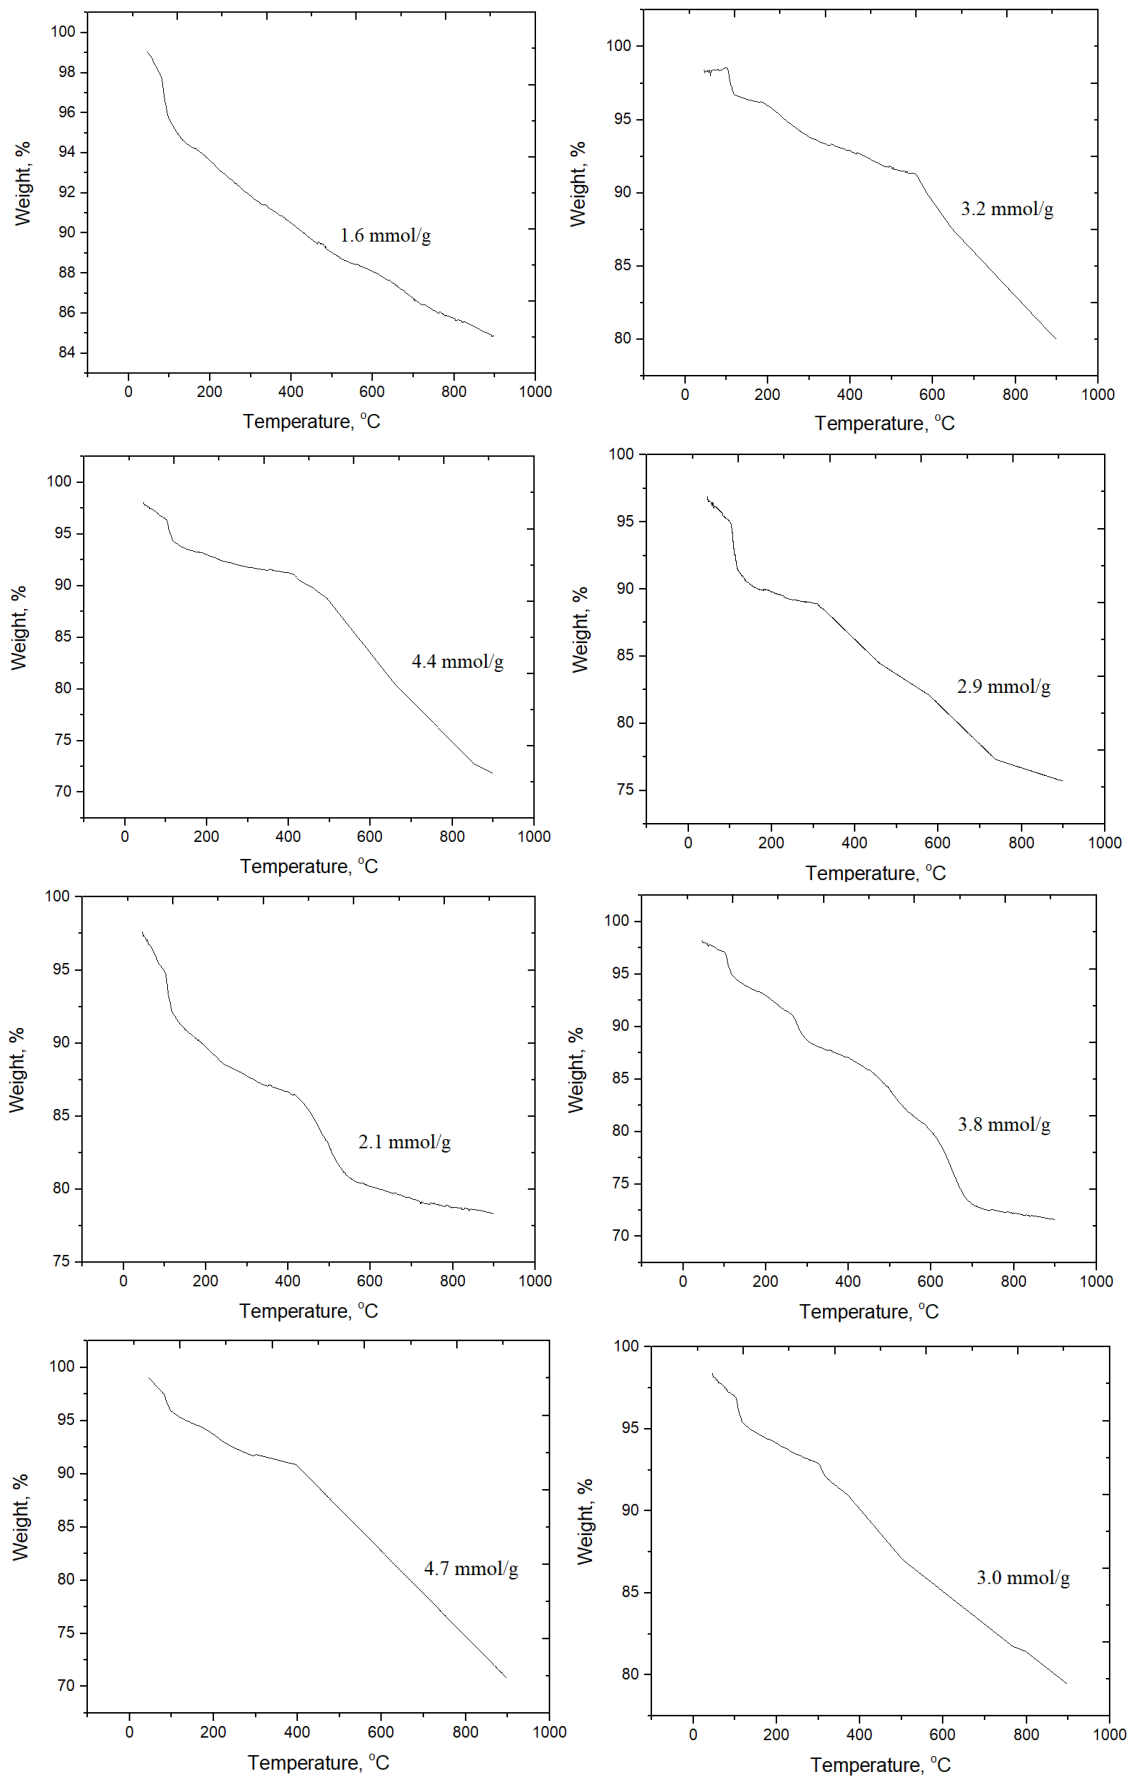 100
98
96
94
92
90
88
86
84
Weight, %
1.6 mmol/g
0 200 400 600 800 1000
Temperature, °C
100
95
90
85
80
Weight, %
3.2 mmol/g
0 200 400 600 800 1000
Temperature, °C
100
95
90
85
80
75
70
Weight, %
4.4 mmol/g
0 200 400 600 800 1000
Temperature, °C
100
95
90
85
80
75
Weight, %
2.9 mmol/g
0 200 400 600 800 1000
Temperature, °C
100
95
90
85
80
75
Weight, %
2.1 mmol/g
0 200 400 600 800 1000
Temperature, °C
100
95
90
85
80
75
70
Weight, %
3.8 mmol/g
0 200 400 600 800 1000
Temperature, °C
100
95
90
85
80
75
70
Weight, %
4.7 mmol/g
0 200 400 600 800 1000
Temperature, °C
100
95
90
85
80
Weight, %
3.0 mmol/g
0 200 400 600 800 1000
Temperature, °C